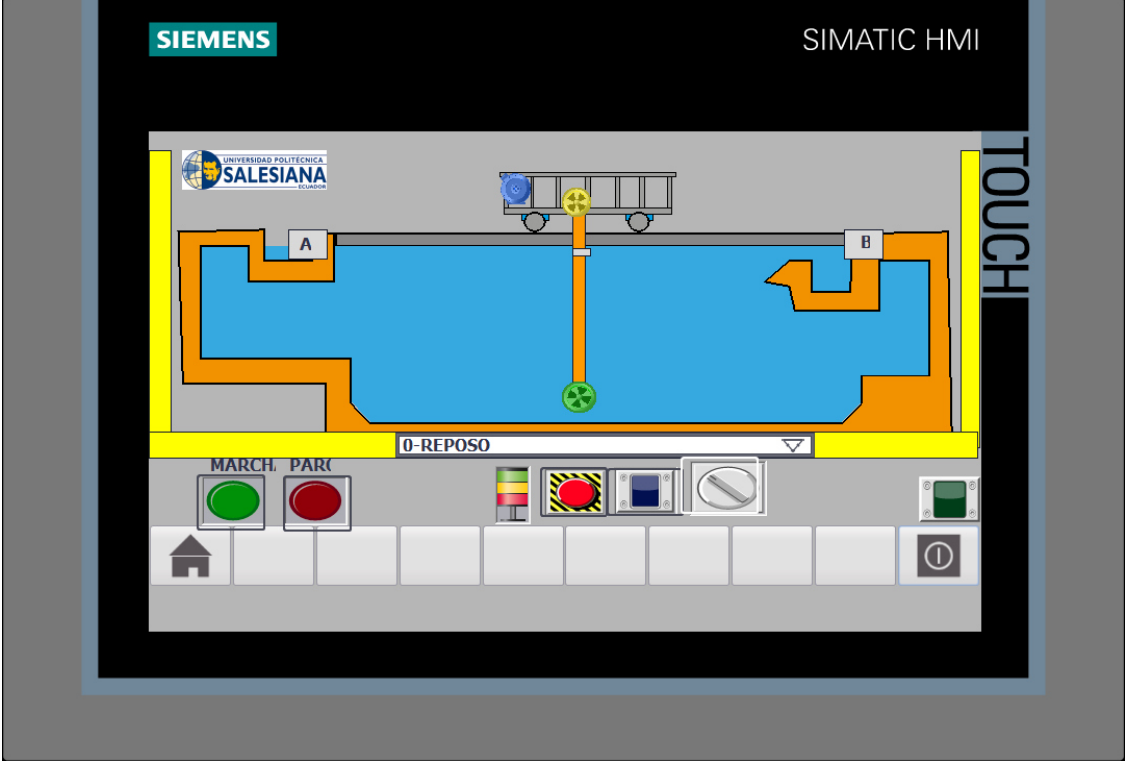 SIEMENS
SIMATIC HMI
TOUCH
UNIVERSIDAD POLITÉCNICA
SALESIANA
ECUADOR
A
B
0-REPOSO
MARCH
PARO